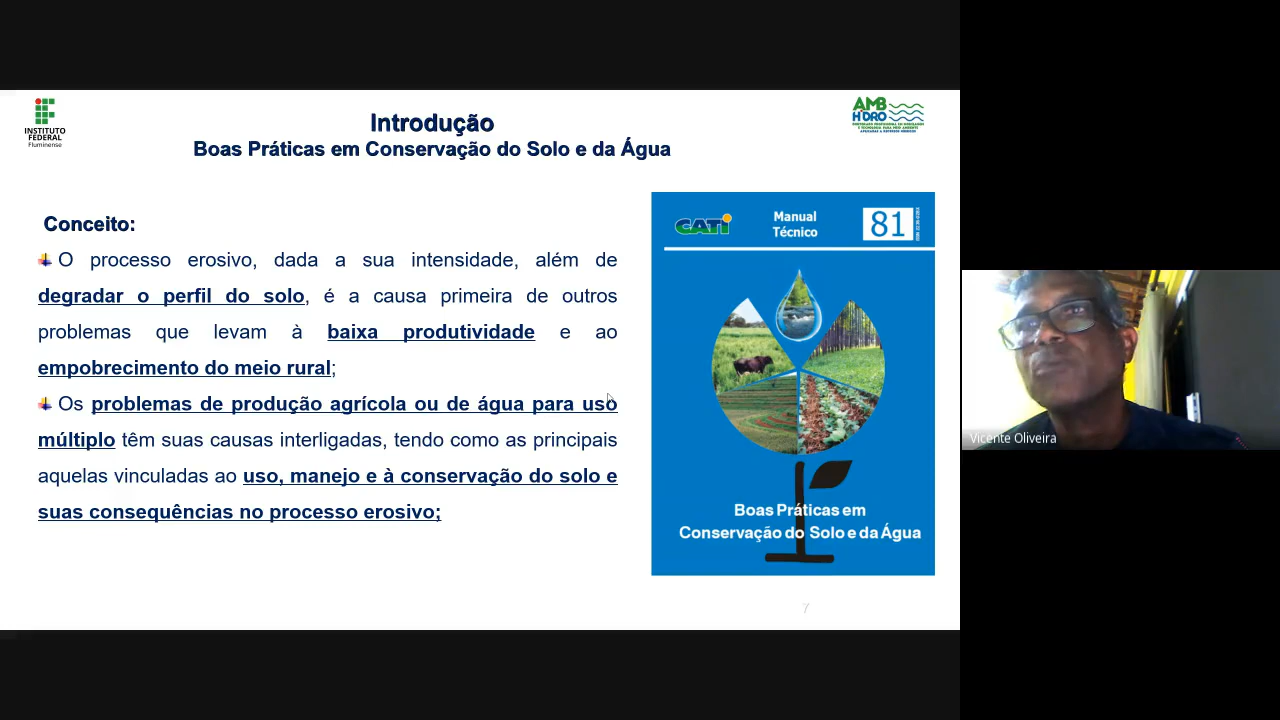 INSTITUTO
FEDERAL
Fluminense
Introdução
Boas Práticas em Conservação do Solo e da Água
AMB
HIDRO
Conceito:
O processo erosivo, dada a sua intensidade, além de
degradar o perfil do solo, é a causa primeira de outros
problemas que levam à baixa produtividade e ao
empobrecimento do meio rural;
Os problemas de produção agrícola ou de água para uso
múltiplo têm suas causas interligadas, tendo como as principais
aquelas vinculadas ao uso, manejo e à conservação do solo e
suas consequências no processo erosivo;
CATI
Manual
Técnico
81
Boas Práticas em
Conservação do Solo e da Água
7
Vicente Oliveira